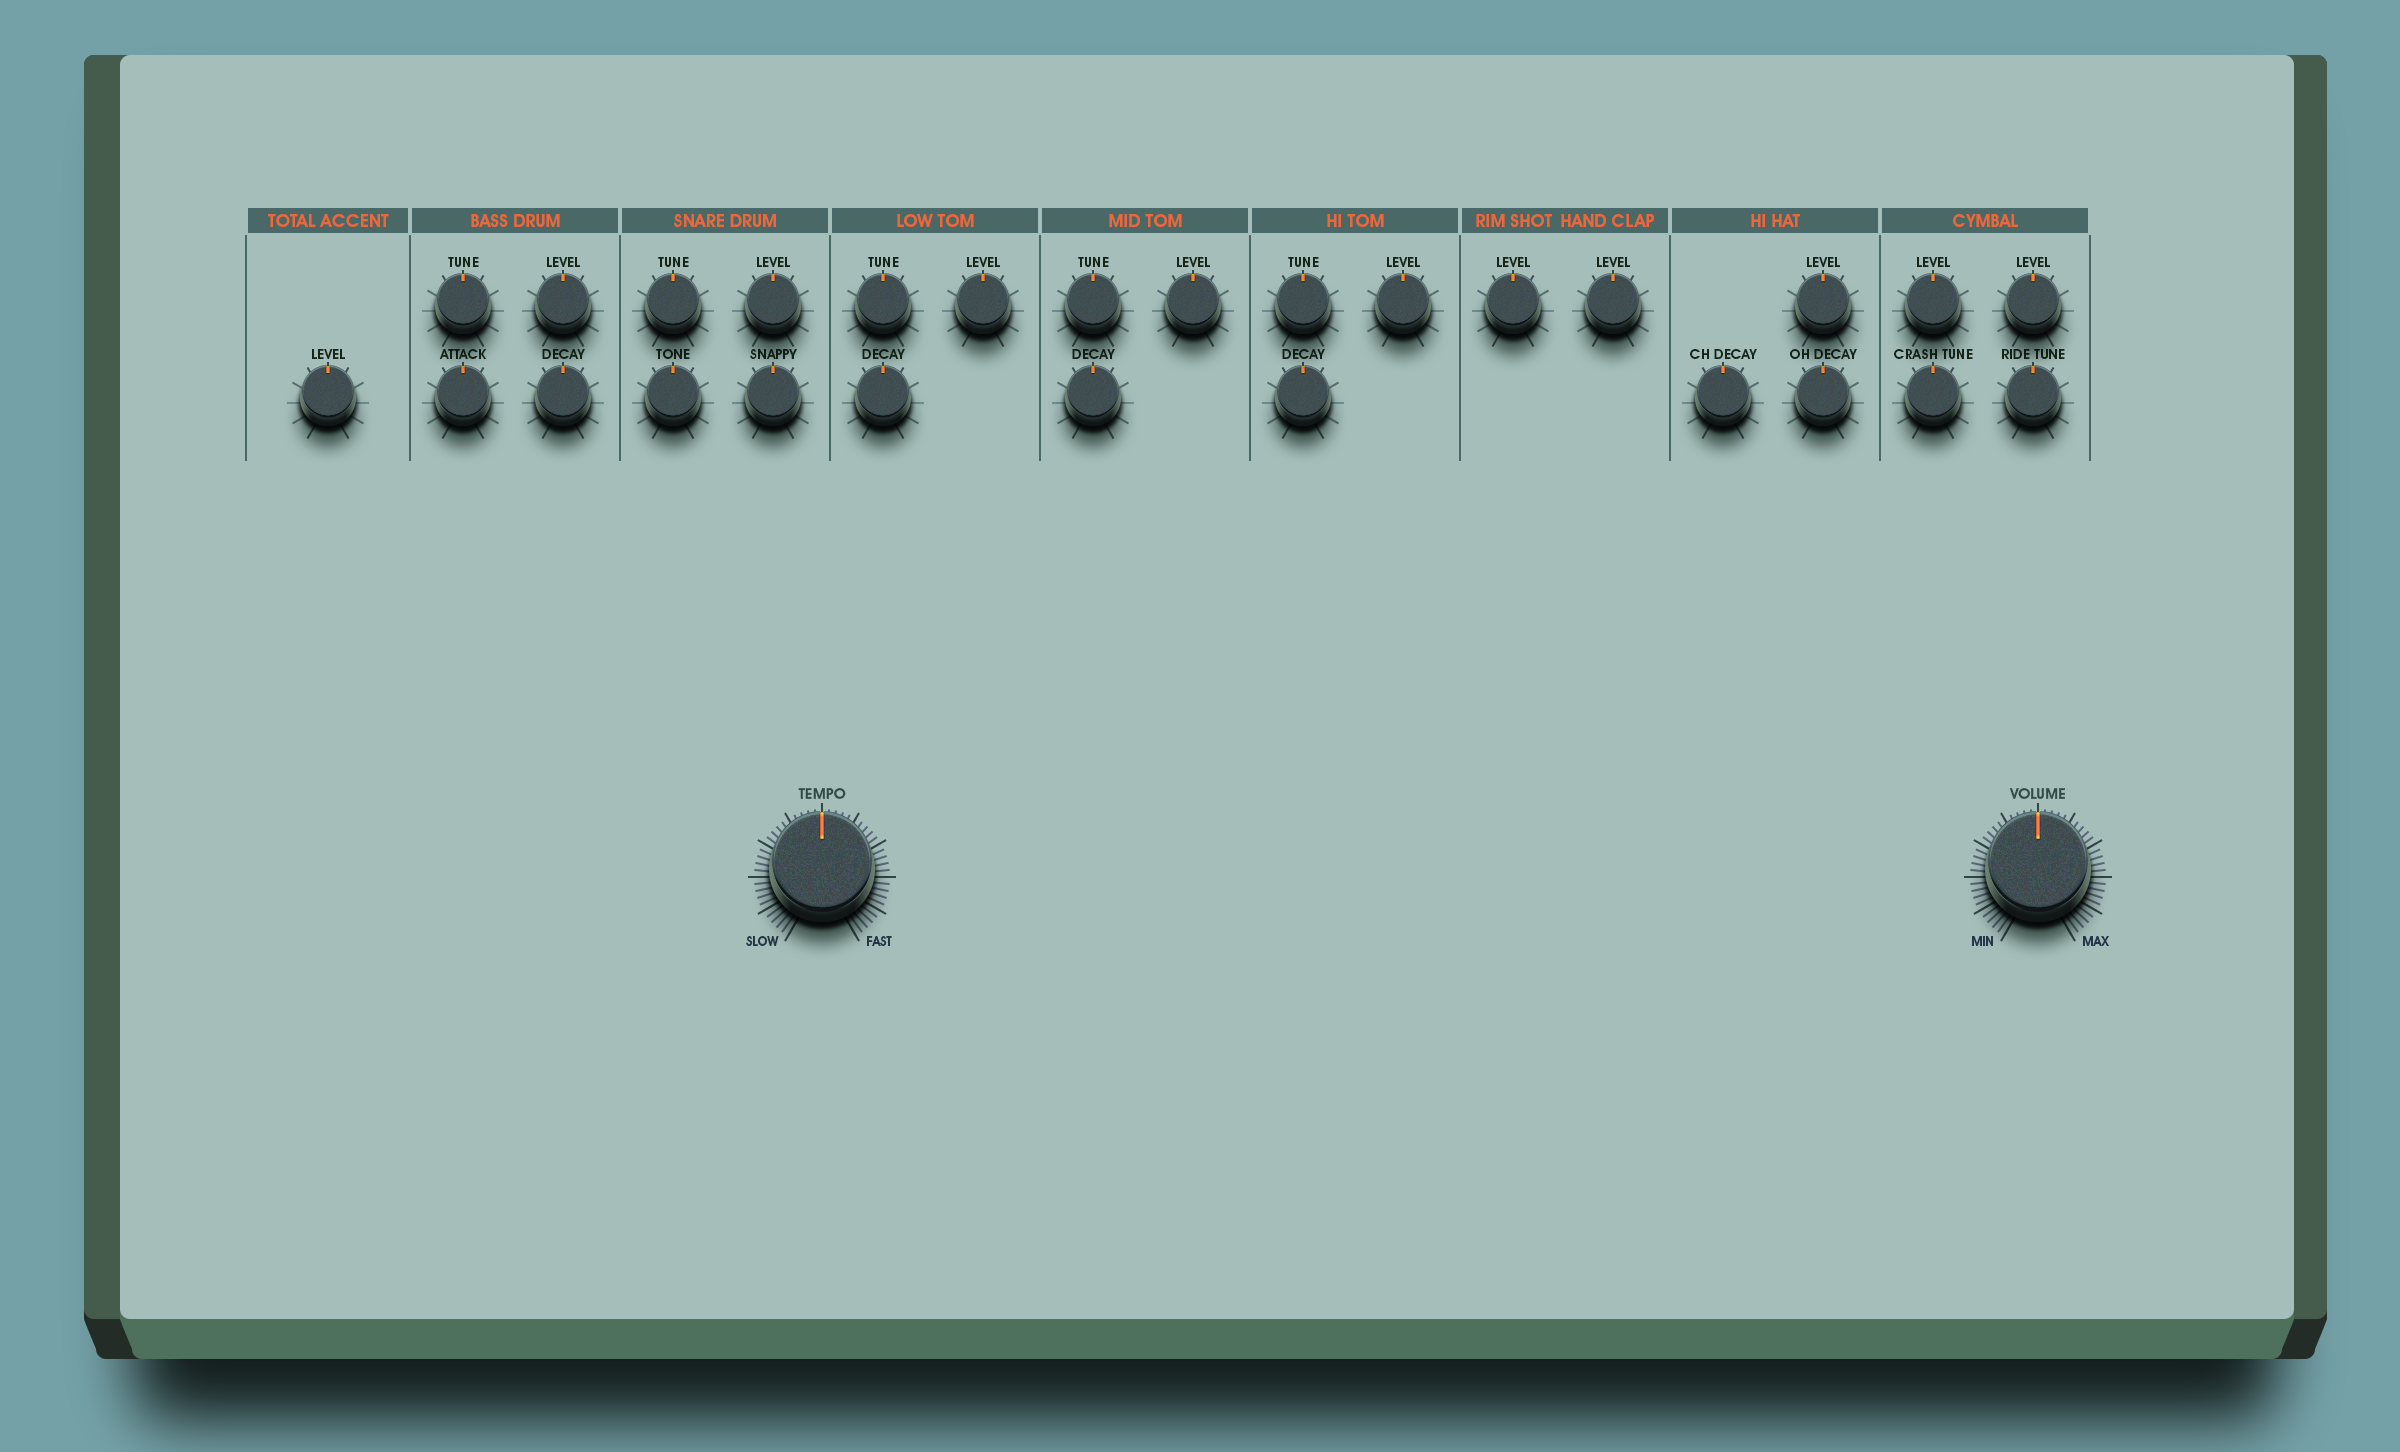 TOTAL ACCENT BASS DRUM SNARE DRUM LOW TOM MID TOM HI TOM RIM SHOT HAND CLAP HI HAT CYMBAL
TUNE LEVEL TUNE LEVEL TUNE LEVEL TUNE LEVEL TUNE LEVEL LEVEL LEVEL LEVEL LEVEL LEVEL
LEVEL ATTACK DECAY TONE SNAPPY DECAY DECAY DECAY CH DECAY OH DECAY CRASH TUNE RIDE TUNE
TEMPO VOLUME
SLOW FAST MIN MAX